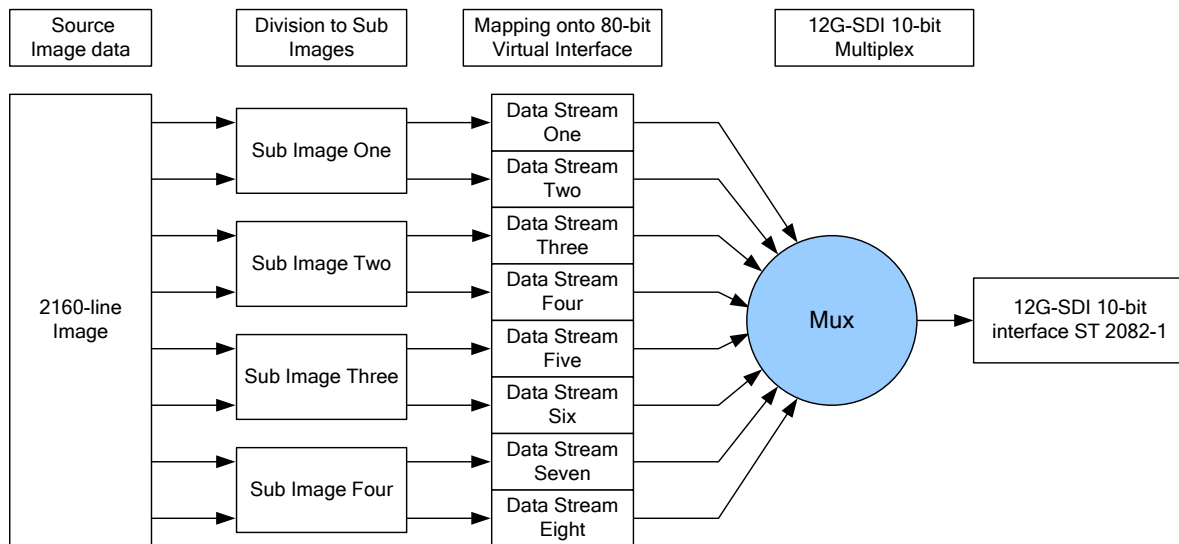 Source
Image data
Division to Sub
Images
Mapping onto 80-bit
Virtual Interface
12G-SDI 10-bit
Multiplex
2160-line
Image
Sub Image One
Sub Image Two
Sub Image Three
Sub Image Four
Data Stream
One
Data Stream
Two
Data Stream
Three
Data Stream
Four
Data Stream
Five
Data Stream
Six
Data Stream
Seven
Data Stream
Eight
Mux
12G-SDI 10-bit
interface ST 2082-1